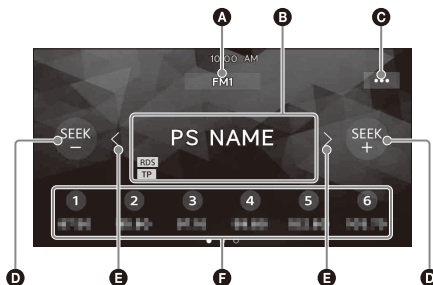 A B C
10:00 AM
FM1
SEEK − < PS NAME > SEEK +
RDS
TP
1 2 3 4 5 6
D E F E D